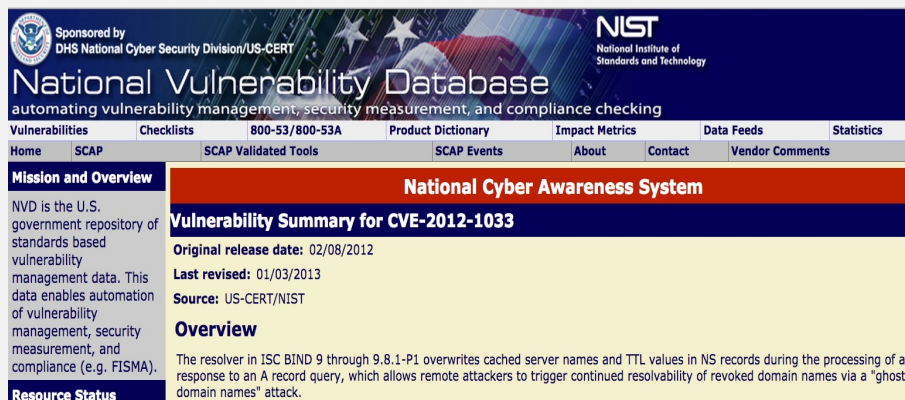 Sponsored by
DHS National Cyber Security Division/US-CERT
NIST
National Institute of
Standards and Technology
National Vulnerability Database
automating vulnerability management, security measurement, and compliance checking
Vulnerabilities Checklists 800-53/800-53A Product Dictionary Impact Metrics Data Feeds Statistics
Home SCAP SCAP Validated Tools SCAP Events About Contact Vendor Comments
Mission and Overview
NVD is the U.S.
government repository of
standards based
vulnerability
management data. This
data enables automation
of vulnerability
management, security
measurement, and
compliance (e.g. FISMA).
Resource Status
National Cyber Awareness System
Vulnerability Summary for CVE-2012-1033
Original release date: 02/08/2012
Last revised: 01/03/2013
Source: US-CERT/NIST
Overview
The resolver in ISC BIND 9 through 9.8.1-P1 overwrites cached server names and TTL values in NS records during the processing of a
response to an A record query, which allows remote attackers to trigger continued resolvability of revoked domain names via a "ghost
domain names" attack.